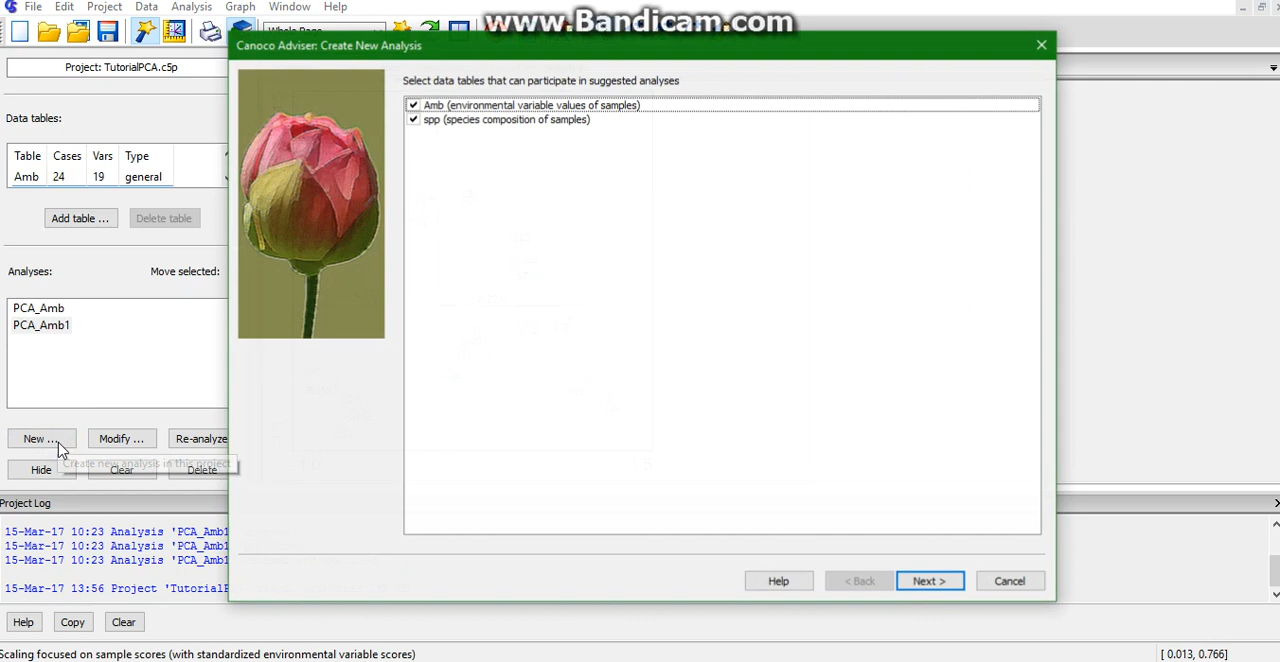 File Edit Project Data Analysis Graph Window Help
www.Bandicam.com
Canoco Adviser: Create New Analysis
Project: TutorialPCA.c5p
Select data tables that can participate in suggested analyses
Amb (environmental variable values of samples)
spp (species composition of samples)
Data tables:
Table Cases Vars Type
Amb 24 19 general
Add table ... Delete table
Analyses: Move selected:
PCA_Amb
PCA_Amb1
New ... Modify ... Re-analyze
Create new analysis in this project
Hide Clear Delete
Project Log
15-Mar-17 10:23 Analysis 'PCA_Amb1
15-Mar-17 10:23 Analysis 'PCA_Amb1
15-Mar-17 10:23 Analysis 'PCA_Amb1
15-Mar-17 13:56 Project 'TutorialP
Help < Back Next > Cancel
Help Copy Clear
Scaling focused on sample scores (with standardized environmental variable scores) [ 0.013, 0.766]